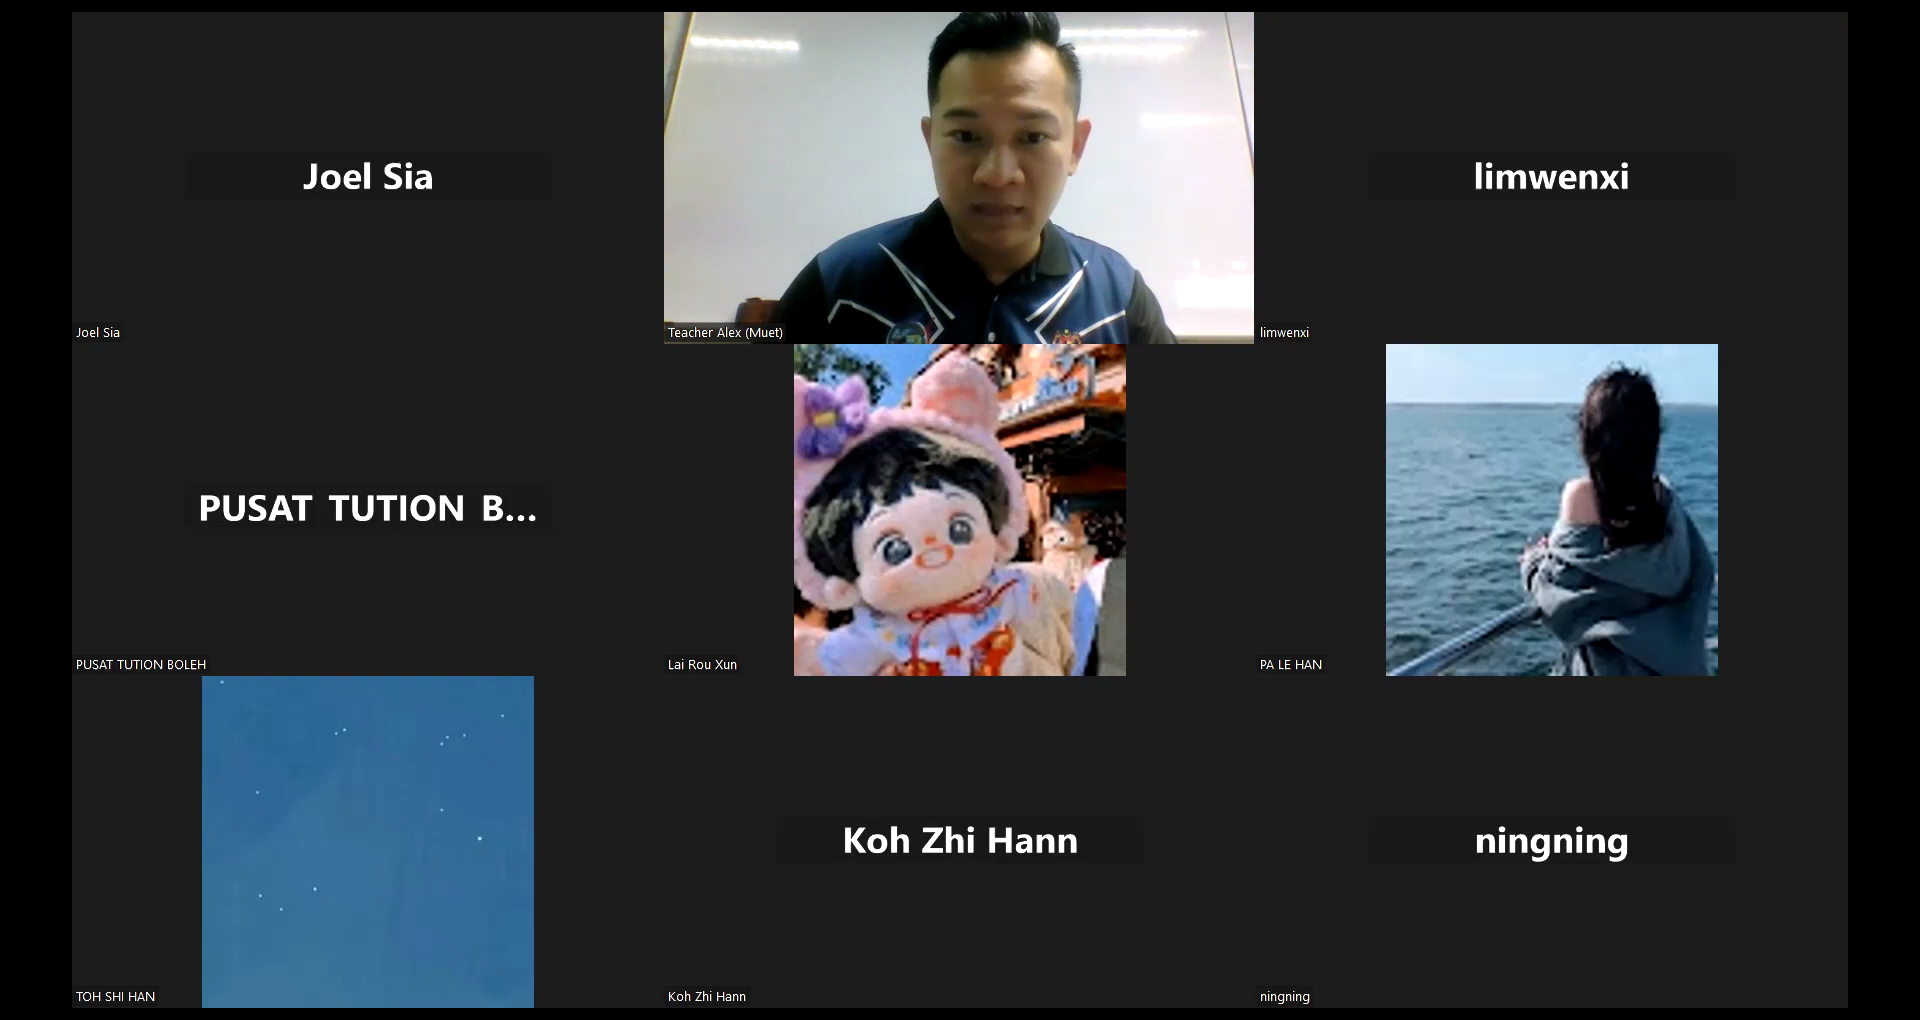 Joel Sia
Joel Sia
Teacher Alex (Muet)
limwenxi
limwenxi
PUSAT TUTION B...
PUSAT TUTION BOLEH
Lai Rou Xun
PA LE HAN
TOH SHI HAN
Koh Zhi Hann
Koh Zhi Hann
ningning
ningning